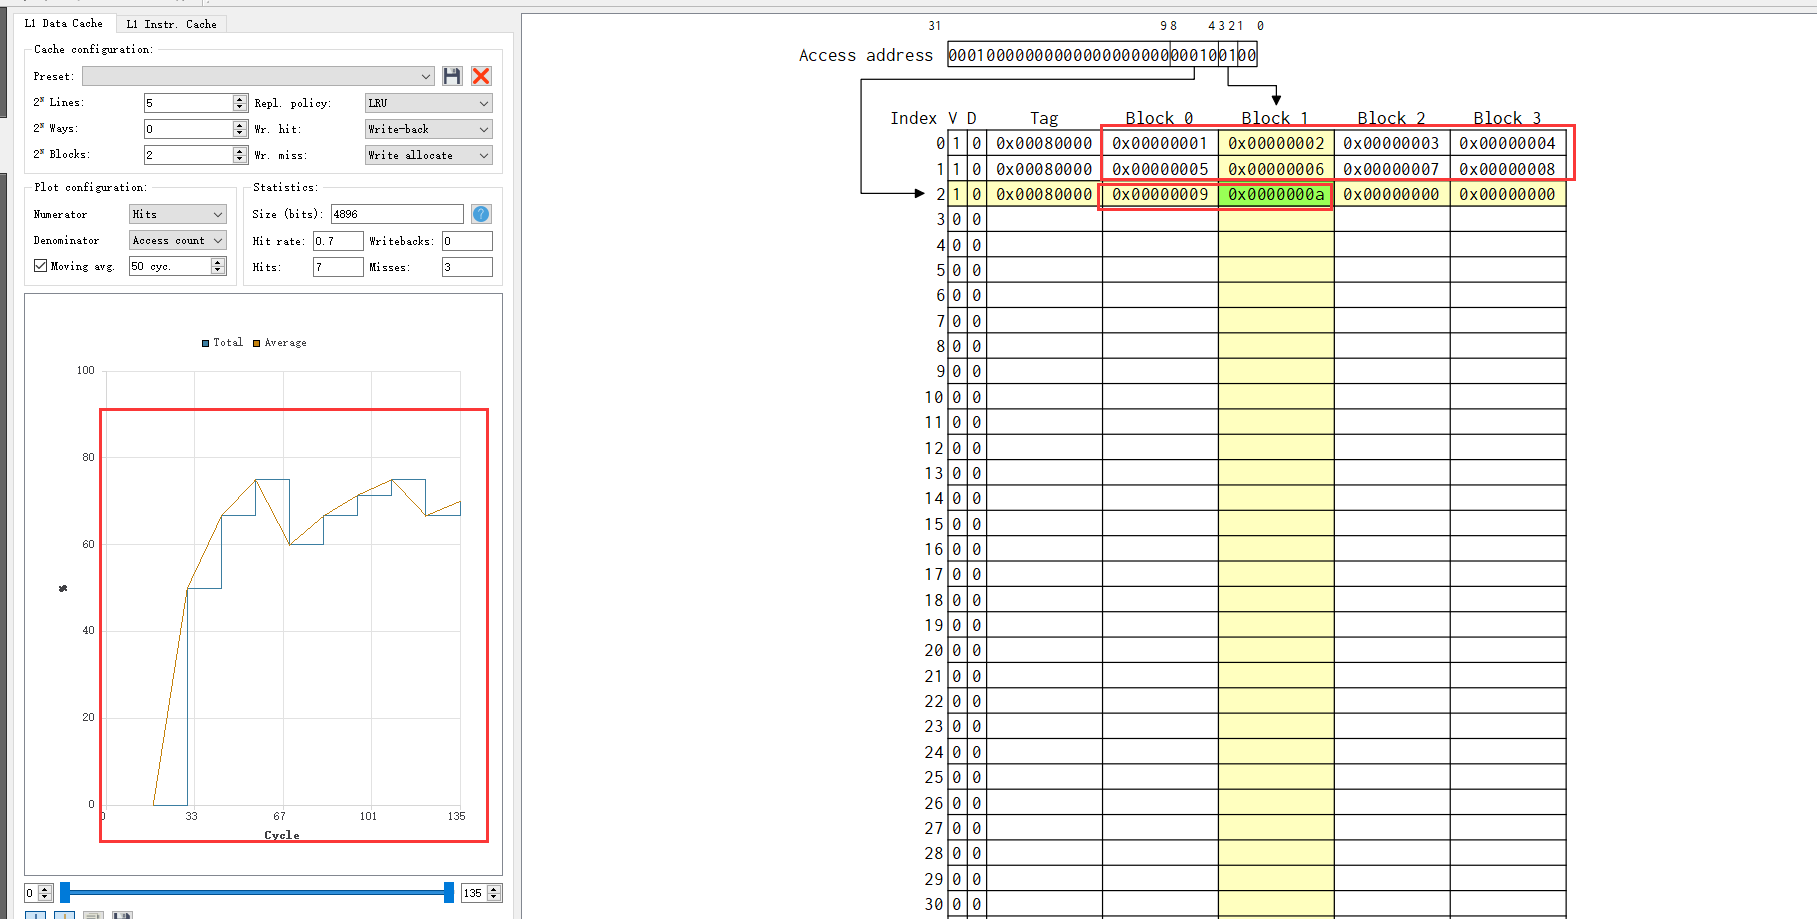 L1 Data Cache L1 Instr. Cache
Cache configuration:
Preset:
2ᴺ Lines: 5 Repl. policy: LRU
2ᴺ Ways: 0 Wr. hit: Write-back
2ᴺ Blocks: 2 Wr. miss: Write allocate
Plot configuration: Statistics:
Numerator Hits Size (bits): 4896 ?
Denominator Access count Hit rate: 0.7 Writebacks: 0
Moving avg. 50 cyc. Hits: 7 Misses: 3
Total Average
100
80
60
%
40
20
0
0 33 67 101 135
Cycle
0 135
31 9 8 4 3 2 1 0
Access address 00010000000000000000000000100100
Index V D Tag Block 0 Block 1 Block 2 Block 3
0 1 0 0x00080000 0x00000001 0x00000002 0x00000003 0x00000004
1 1 0 0x00080000 0x00000005 0x00000006 0x00000007 0x00000008
2 1 0 0x00080000 0x00000009 0x0000000a 0x00000000 0x00000000
3 0 0
4 0 0
5 0 0
6 0 0
7 0 0
8 0 0
9 0 0
10 0 0
11 0 0
12 0 0
13 0 0
14 0 0
15 0 0
16 0 0
17 0 0
18 0 0
19 0 0
20 0 0
21 0 0
22 0 0
23 0 0
24 0 0
25 0 0
26 0 0
27 0 0
28 0 0
29 0 0
30 0 0